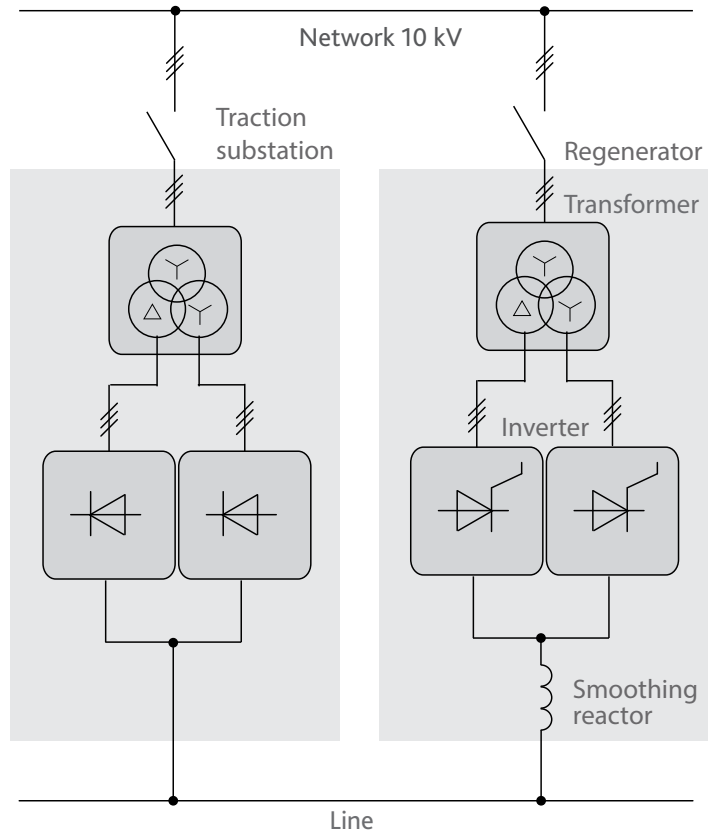 Network 10 kV
Traction
substation
Regenerator
Transformer
Inverter
Smoothing
reactor
Line